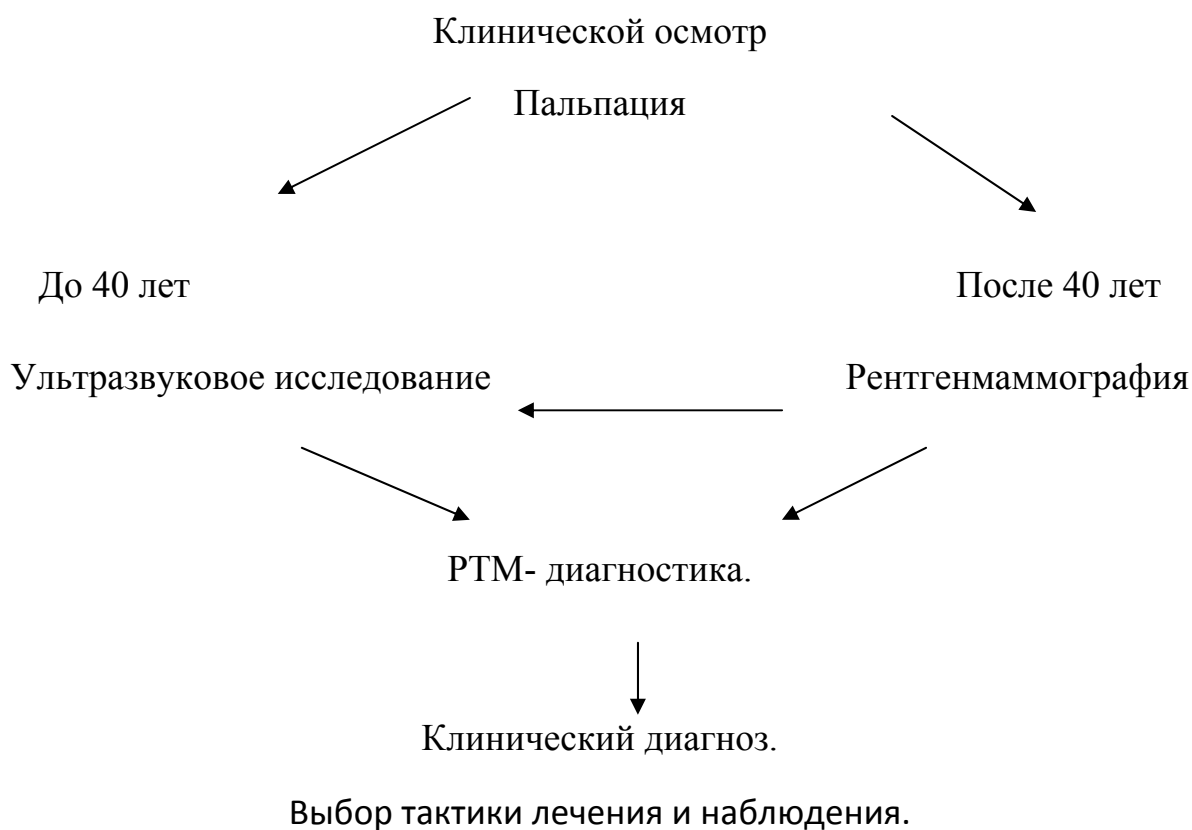 Клинической осмотр
Пальпация
До 40 лет
После 40 лет
Ультразвуковое исследование
Рентгенмаммография
РТМ- диагностика.
Клинический диагноз.
Выбор тактики лечения и наблюдения.